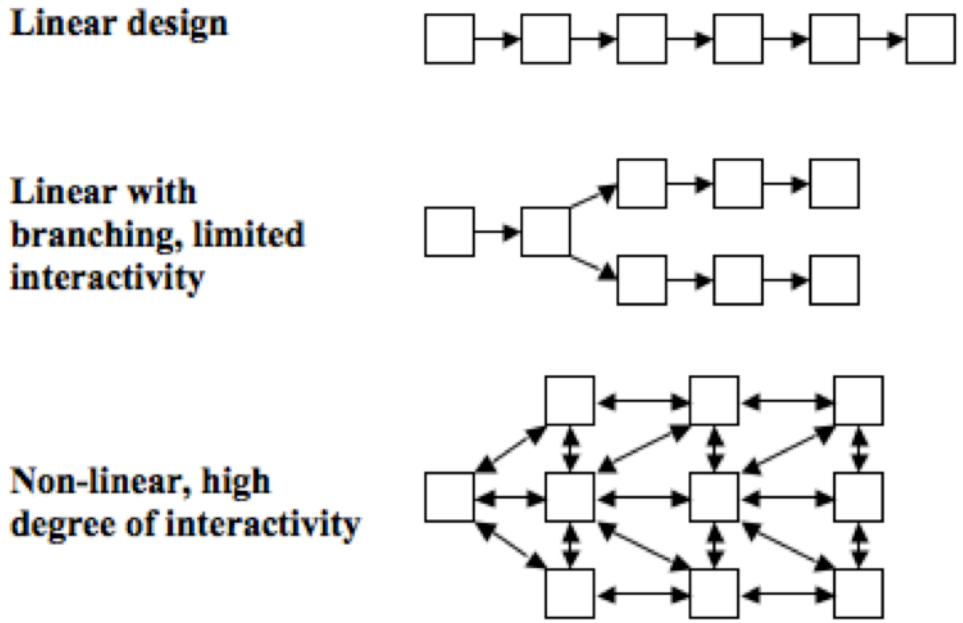 Linear design
Linear with
branching, limited
interactivity
Non-linear, high
degree of interactivity